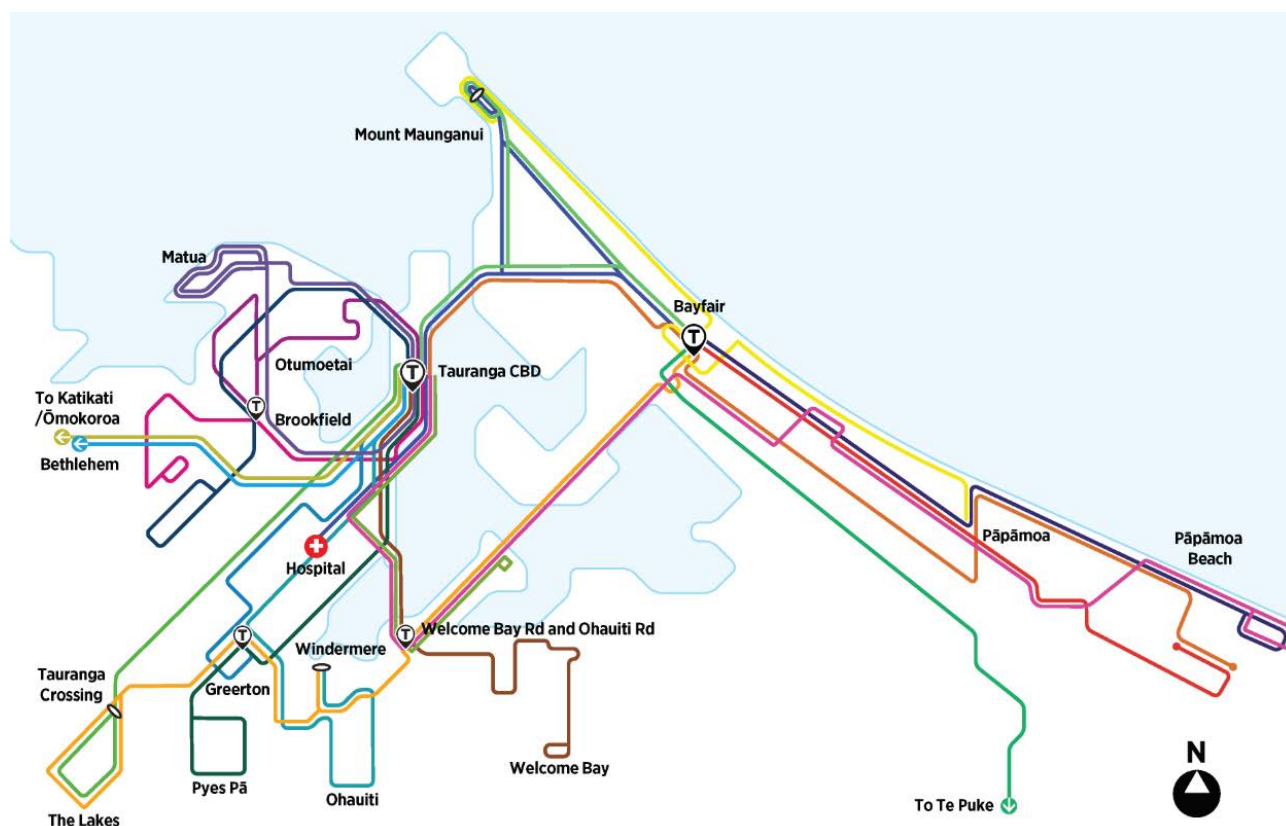 Mount Maunganui
Matua
Bayfair
T
Otumoetai
T
Tauranga CBD
To Katikati
/Ōmokoroa
T
Brookfield
Bethlehem
Pāpāmoa
Pāpāmoa
Beach
Hospital
T
T
Welcome Bay Rd and Ohauiti Rd
Windermere
Tauranga
Crossing
Greerton
N
Welcome Bay
Pyes Pā
Ohauiti
To Te Puke
The Lakes